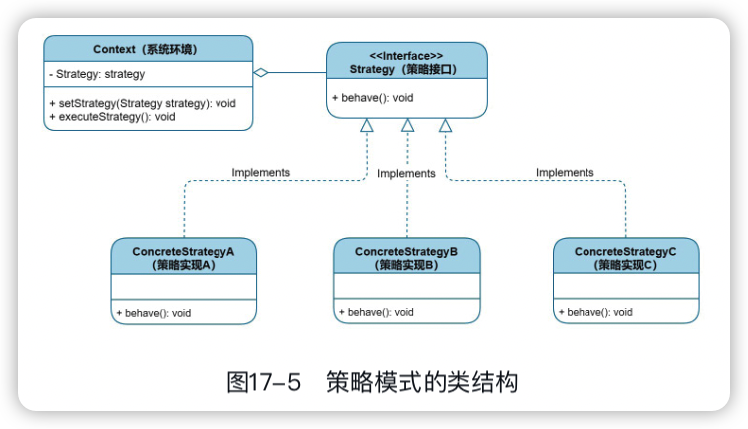 Context（系统环境）
- Strategy: strategy
+ setStrategy(Strategy strategy): void
+ executeStrategy(): void
<<Interface>>
Strategy（策略接口）
+ behave(): void
Implements
Implements
Implements
ConcreteStrategyA
（策略实现A）
+ behave(): void
ConcreteStrategyB
（策略实现B）
+ behave(): void
ConcreteStrategyC
（策略实现C）
+ behave(): void
图17-5 策略模式的类结构